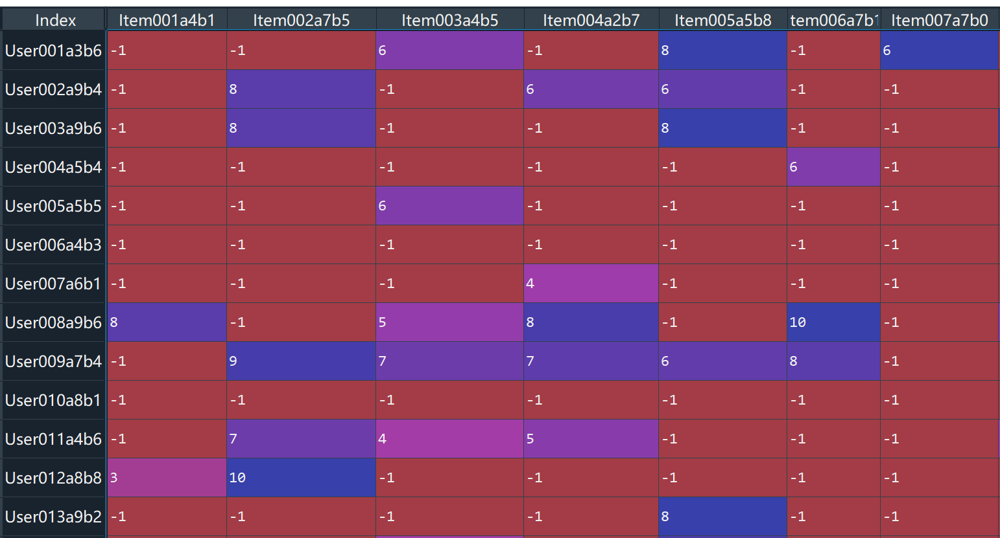 Index Item001a4b1 Item002a7b5 Item003a4b5 Item004a2b7 Item005a5b8 tem006a7b1 Item007a7b0
User001a3b6 -1 -1 6 -1 8 -1 6
User002a9b4 -1 8 -1 6 6 -1 -1
User003a9b6 -1 8 -1 -1 8 -1 -1
User004a5b4 -1 -1 -1 -1 -1 6 -1
User005a5b5 -1 -1 6 -1 -1 -1 -1
User006a4b3 -1 -1 -1 -1 -1 -1 -1
User007a6b1 -1 -1 -1 4 -1 -1 -1
User008a9b6 8 -1 5 8 -1 10 -1
User009a7b4 -1 9 7 7 6 8 -1
User010a8b1 -1 -1 -1 -1 -1 -1 -1
User011a4b6 -1 7 4 5 -1 -1 -1
User012a8b8 3 10 -1 -1 -1 -1 -1
User013a9b2 -1 -1 -1 -1 8 -1 -1